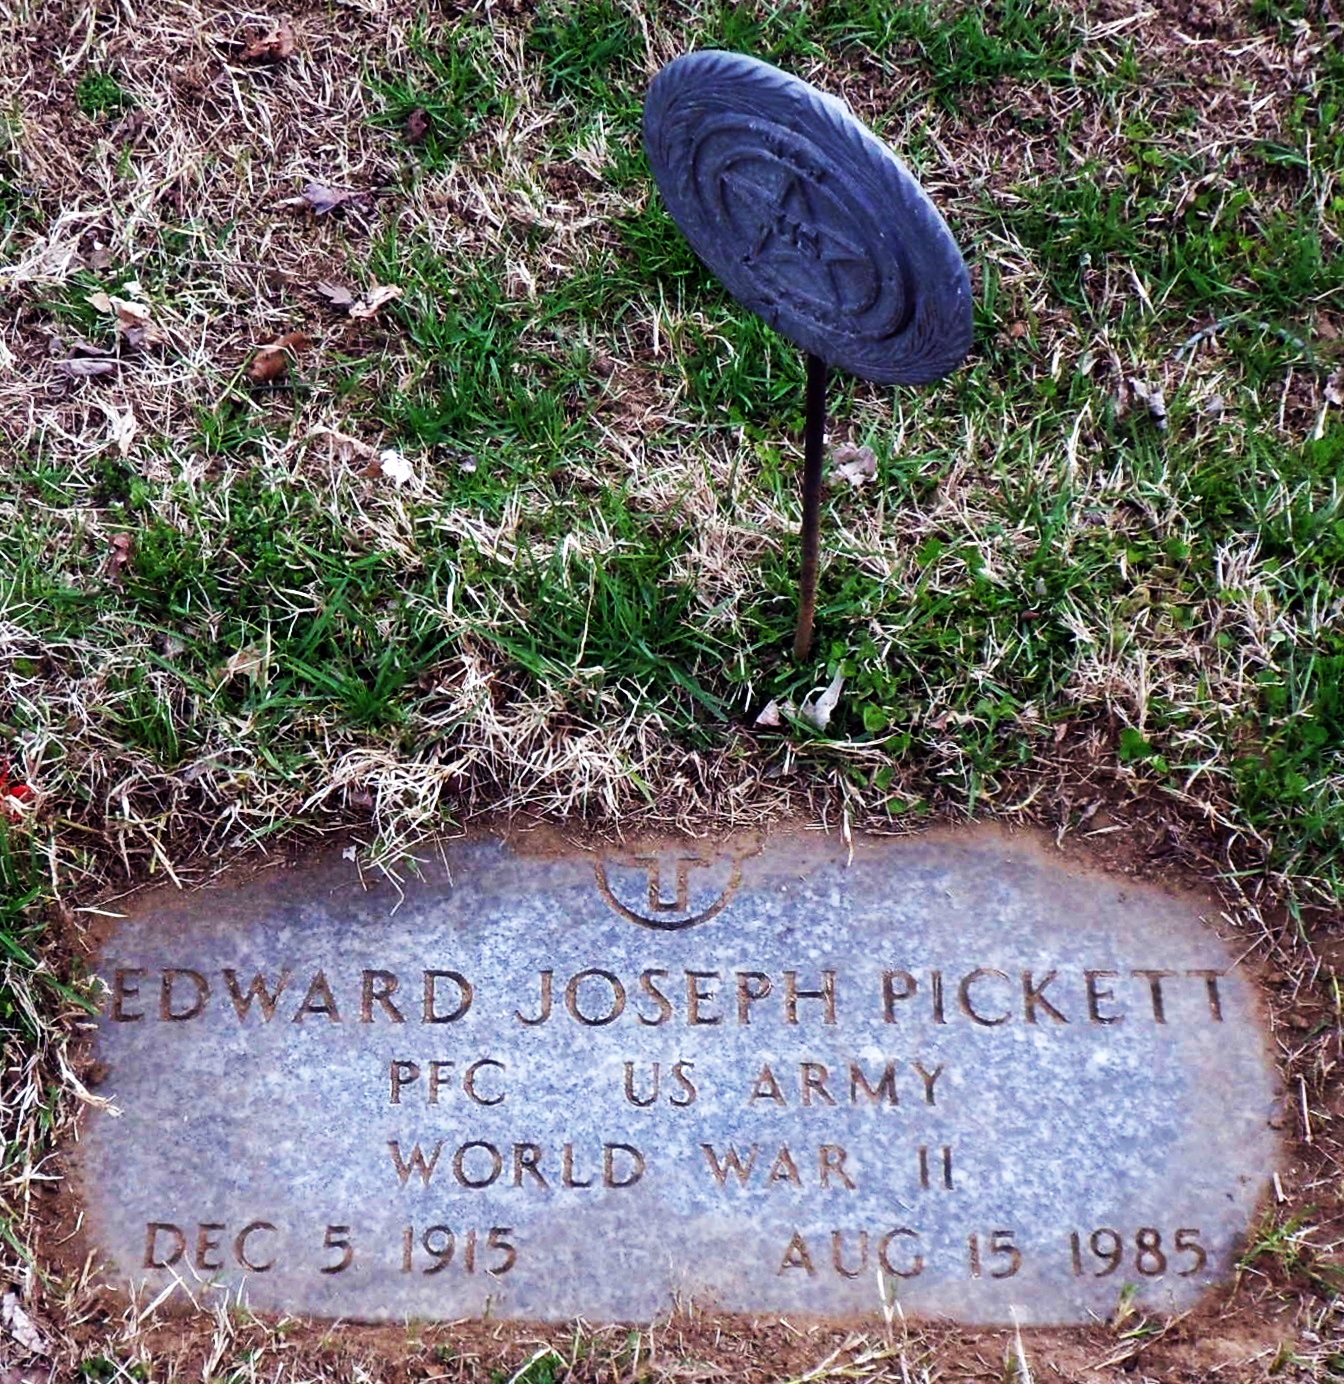 EDWARD JOSEPH PICKETT
PFC US ARMY
WORLD WAR II
DEC 5 1915 AUG 15 1985